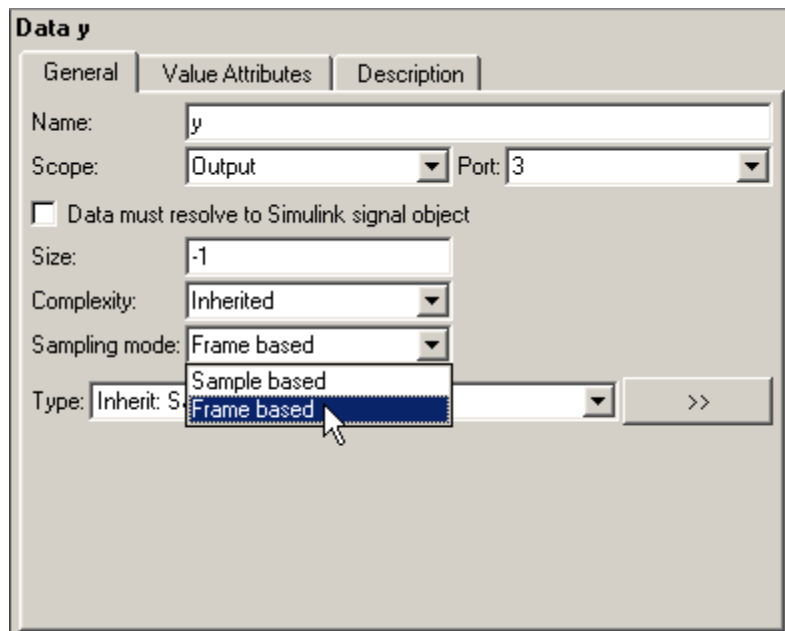 Data y
General Value Attributes Description
Name: y
Scope: Output Port: 3
Data must resolve to Simulink signal object
Size: -1
Complexity: Inherited
Sampling mode: Frame based
Sample based
Type: Inherit: Frame based >>